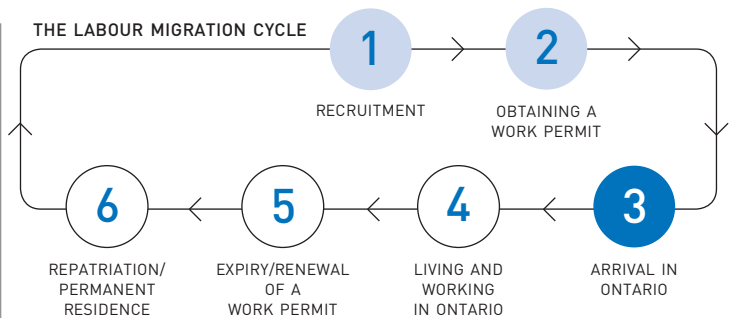 THE LABOUR MIGRATION CYCLE
1
RECRUITMENT
2
OBTAINING A
WORK PERMIT
3
ARRIVAL IN
ONTARIO
4
LIVING AND
WORKING
IN ONTARIO
5
EXPIRY/RENEWAL
OF A
WORK PERMIT
6
REPATRIATION/
PERMANENT
RESIDENCE